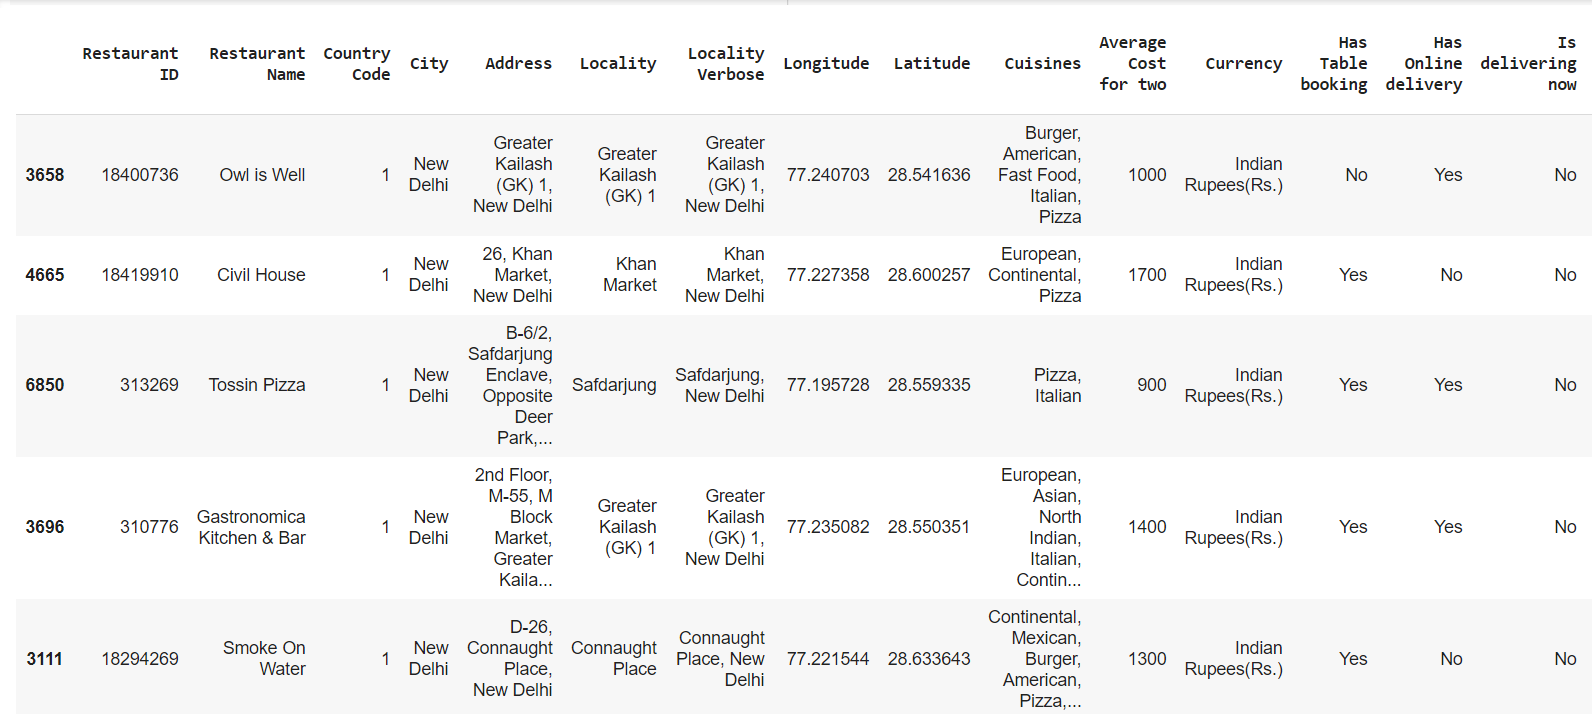 Restaurant ID Restaurant Name Country Code City Address Locality Locality Verbose Longitude Latitude Cuisines Average Cost for two Currency Has Table booking Has Online delivery Is delivering now
3658 18400736 Owl is Well 1 New Delhi Greater Kailash (GK) 1, New Delhi Greater Kailash (GK) 1 Greater Kailash (GK) 1, New Delhi 77.240703 28.541636 Burger, American, Fast Food, Italian, Pizza 1000 Indian Rupees(Rs.) No Yes No
4665 18419910 Civil House 1 New Delhi 26, Khan Market, New Delhi Khan Market Khan Market, New Delhi 77.227358 28.600257 European, Continental, Pizza 1700 Indian Rupees(Rs.) Yes No No
6850 313269 Tossin Pizza 1 New Delhi B-6/2, Safdarjung Enclave, Opposite Deer Park,... Safdarjung Safdarjung, New Delhi 77.195728 28.559335 Pizza, Italian 900 Indian Rupees(Rs.) Yes Yes No
3696 310776 Gastronomica Kitchen & Bar 1 New Delhi 2nd Floor, M-55, M Block Market, Greater Kaila... Greater Kailash (GK) 1 Greater Kailash (GK) 1, New Delhi 77.235082 28.550351 European, Asian, North Indian, Italian, Contin... 1400 Indian Rupees(Rs.) Yes Yes No
3111 18294269 Smoke On Water 1 New Delhi D-26, Connaught Place, New Delhi Connaught Place Connaught Place, New Delhi 77.221544 28.633643 Continental, Mexican, Burger, American, Pizza,... 1300 Indian Rupees(Rs.) Yes No No